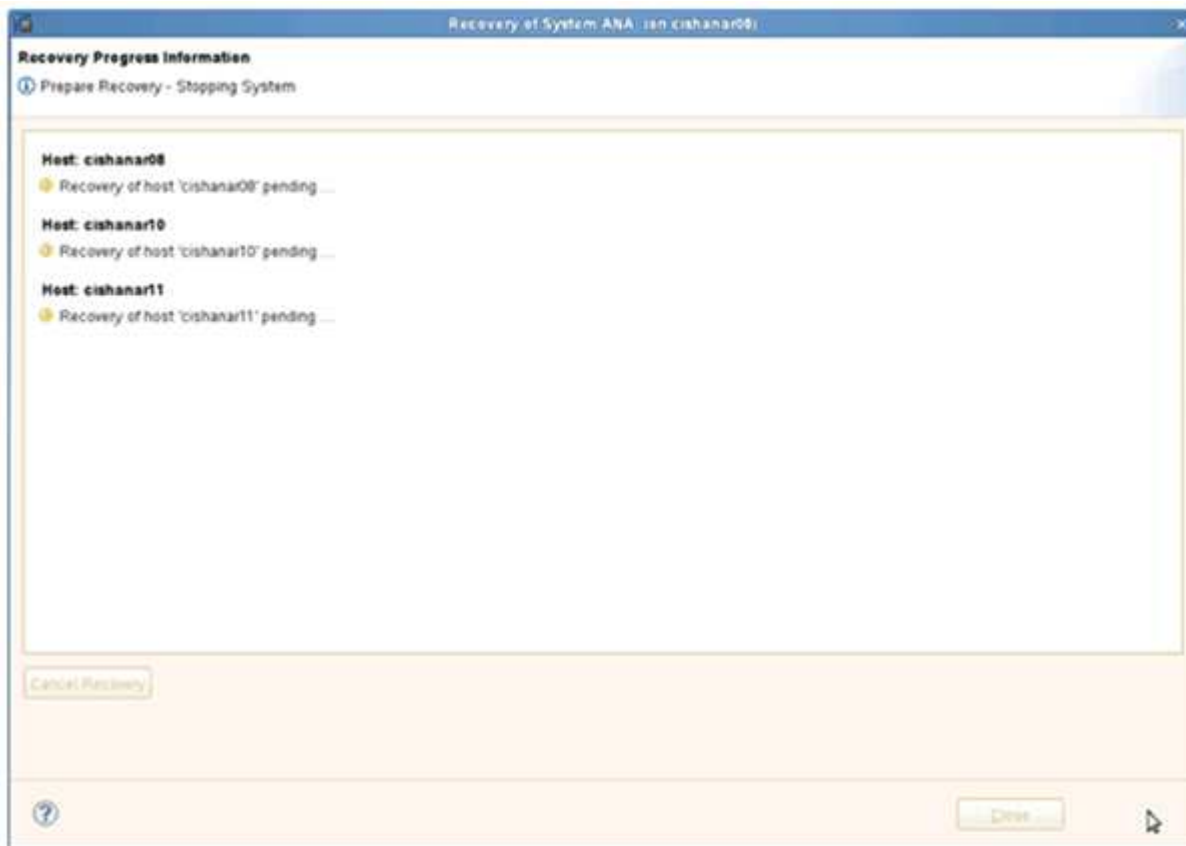 Recovery of System ANA (on cishanar08)
Recovery Progress Information
Prepare Recovery - Stopping System
Host: cishanar08
Recovery of host 'cishanar08' pending ...
Host: cishanar10
Recovery of host 'cishanar10' pending ...
Host: cishanar11
Recovery of host 'cishanar11' pending ...
Cancel Recovery
Close